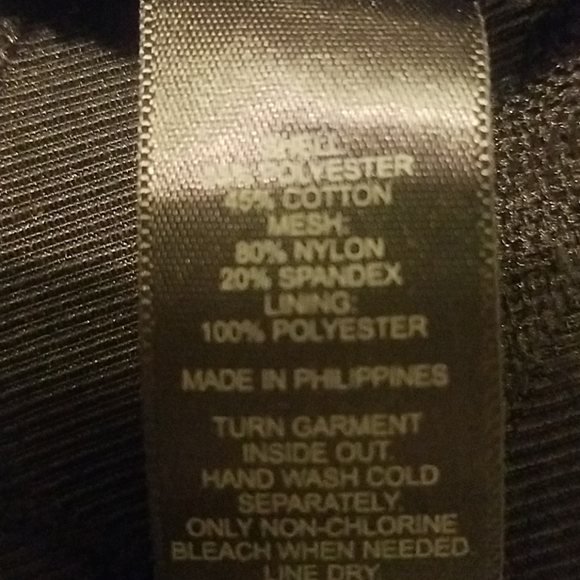 SHELL
POLYESTER
45% COTTON
MESH:
80% NYLON
20% SPANDEX
LINING:
100% POLYESTER
MADE IN PHILIPPINES
TURN GARMENT
INSIDE OUT.
HAND WASH COLD
SEPARATELY.
ONLY NON-CHLORINE
BLEACH WHEN NEEDED.
LINE DRY